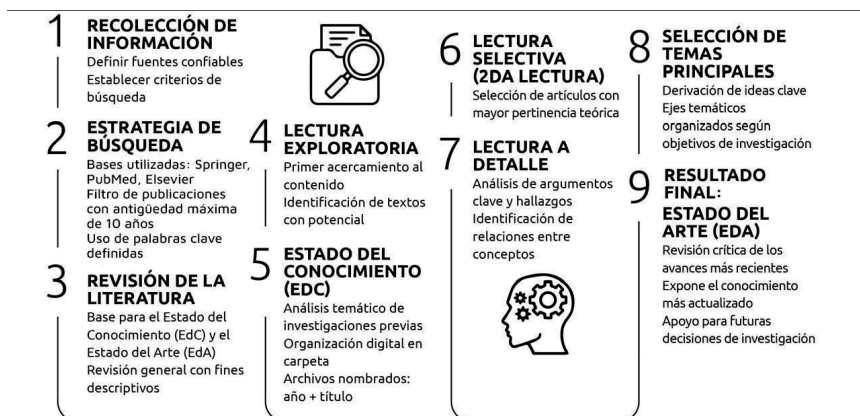 1
RECOLECCIÓN DE
INFORMACIÓN
Definir fuentes confiables
Establecer criterios de
búsqueda
2
ESTRATEGIA DE
BÚSQUEDA
Bases utilizadas: Springer,
PubMed, Elsevier
Filtro de publicaciones
con antigüedad máxima
de 10 años
Uso de palabras clave
definidas
3
REVISIÓN DE LA
LITERATURA
Base para el Estado del
Conocimiento (EdC) y el
Estado del Arte (EdA)
Revisión general con fines
descriptivos
4
LECTURA
EXPLORATORIA
Primer acercamiento al
contenido
Identificación de textos
con potencial
5
ESTADO DEL
CONOCIMIENTO
(EDC)
Análisis temático de
investigaciones previas
Organización digital en
carpeta
Archivos nombrados:
año + título
6
LECTURA
SELECTIVA
(2DA LECTURA)
Selección de artículos con
mayor pertinencia teórica
7
LECTURA A
DETALLE
Análisis de argumentos
clave y hallazgos
Identificación de
relaciones entre
conceptos
8
SELECCIÓN DE
TEMAS
PRINCIPALES
Derivación de ideas clave
Ejes temáticos
organizados según
objetivos de investigación
9
RESULTADO
FINAL:
ESTADO DEL
ARTE (EDA)
Revisión crítica de los
avances más recientes
Expone el conocimiento
más actualizado
Apoyo para futuras
decisiones de investigación